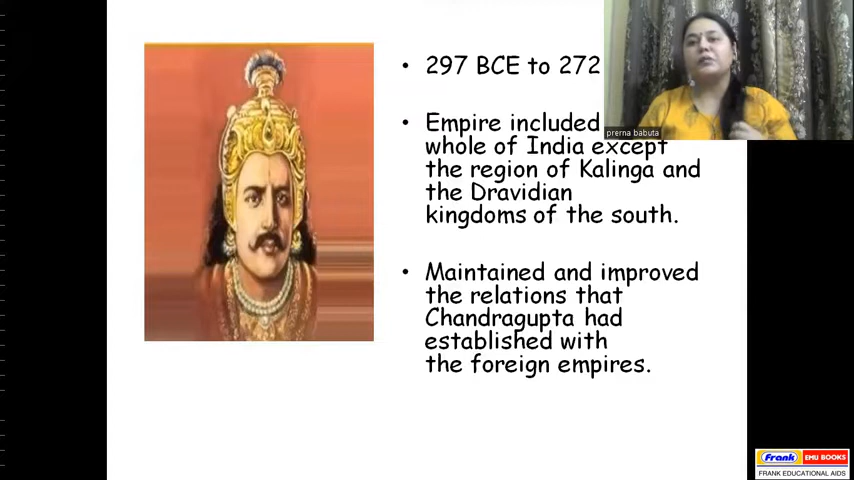 • 297 BCE to 272
• Empire included
whole of India except
the region of Kalinga and
the Dravidian
kingdoms of the south.
• Maintained and improved
the relations that
Chandragupta had
established with
the foreign empires.
prerna babuta
Frank EMU BOOKS
FRANK EDUCATIONAL AIDS